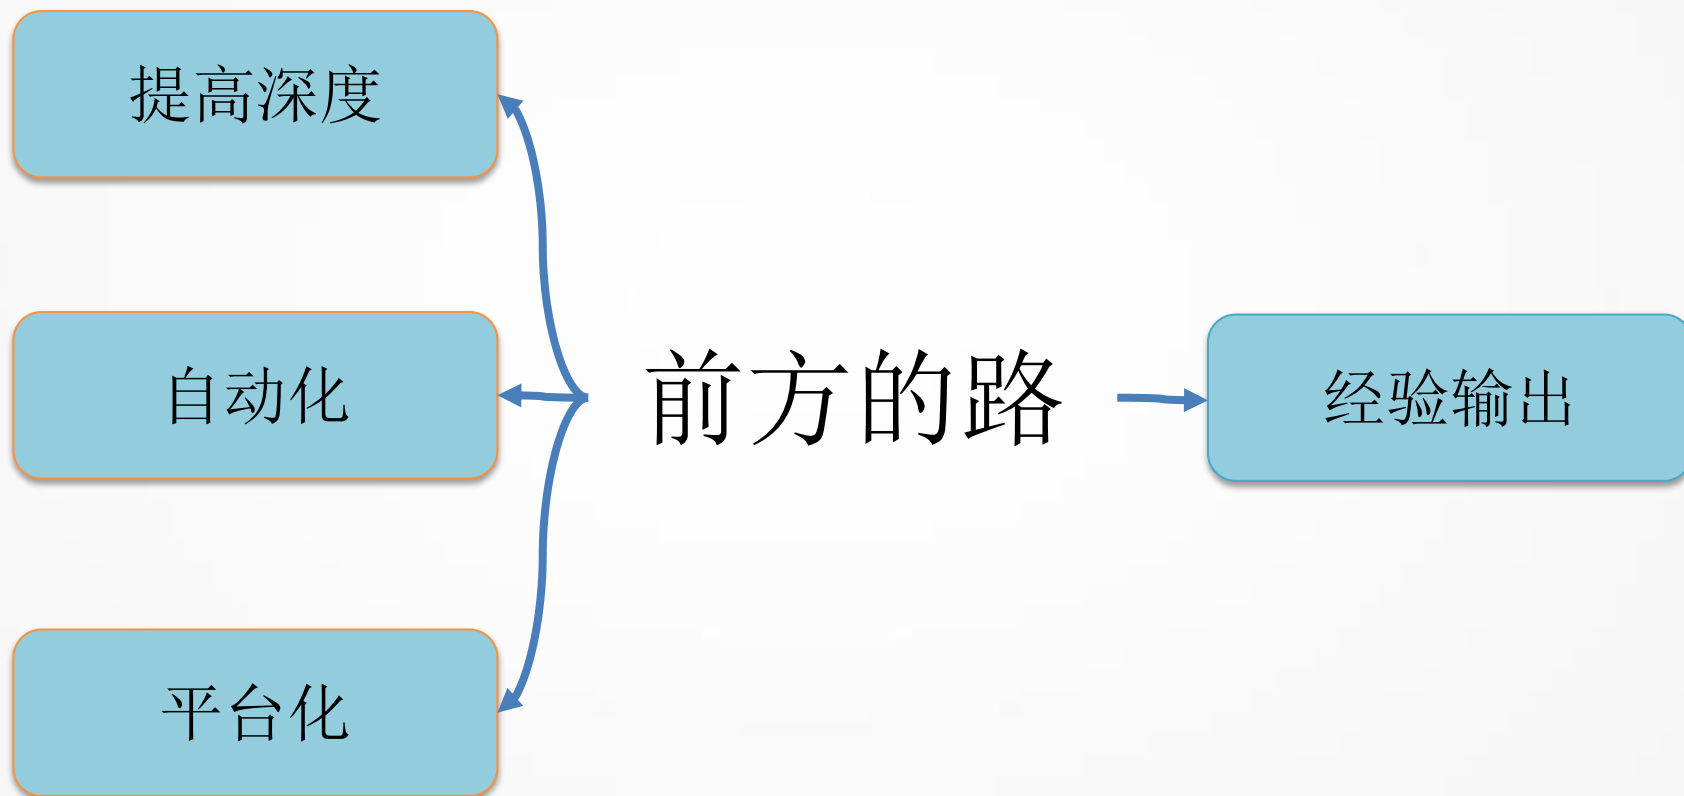 提高深度
自动化
前方的路
经验输出
平台化